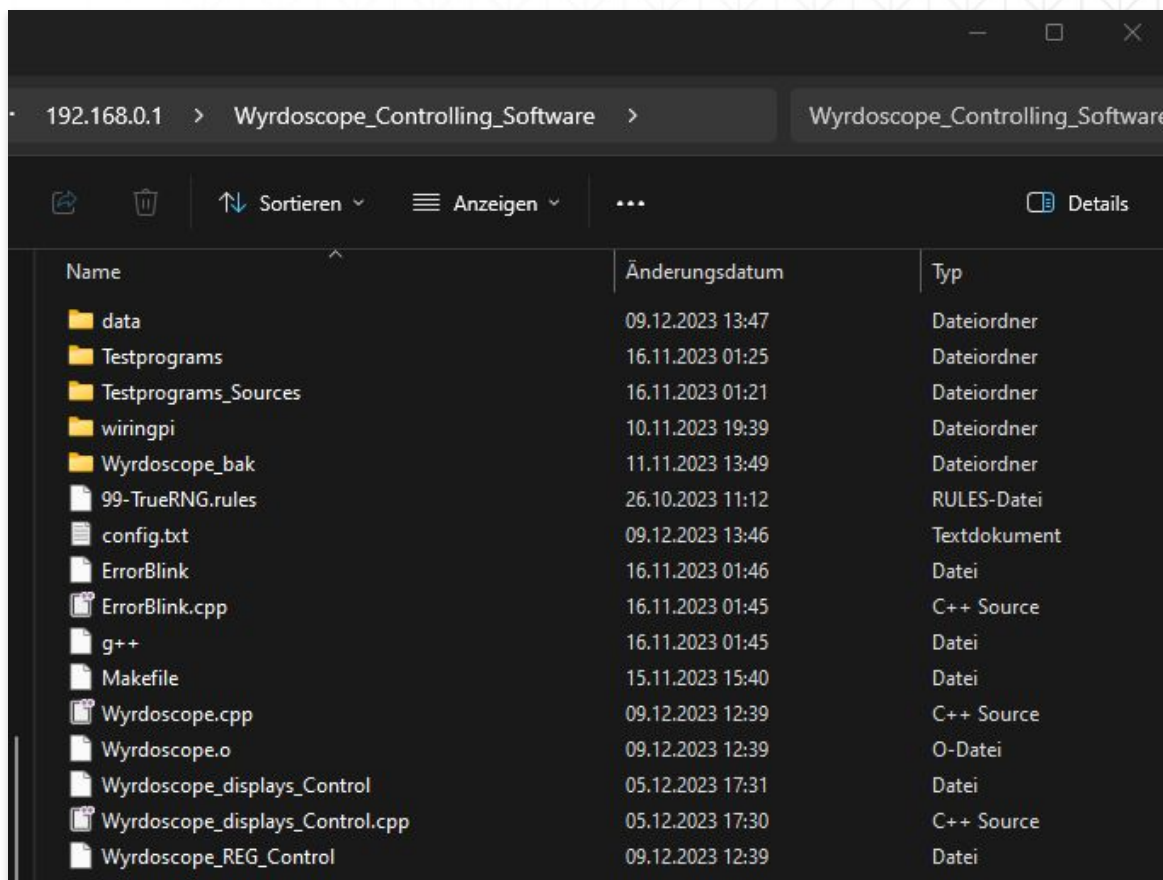 192.168.0.1 > Wyrdoscope_Controlling_Software > Wyrdoscope_Controlling_Software
Sortieren Anzeigen ... Details
Name Änderungsdatum Typ
data 09.12.2023 13:47 Dateiordner
Testprograms 16.11.2023 01:25 Dateiordner
Testprograms_Sources 16.11.2023 01:21 Dateiordner
wiringpi 10.11.2023 19:39 Dateiordner
Wyrdoscope_bak 11.11.2023 13:49 Dateiordner
99-TrueRNG.rules 26.10.2023 11:12 RULES-Datei
config.txt 09.12.2023 13:46 Textdokument
ErrorBlink 16.11.2023 01:46 Datei
ErrorBlink.cpp 16.11.2023 01:45 C++ Source
g++ 16.11.2023 01:45 Datei
Makefile 15.11.2023 15:40 Datei
Wyrdoscope.cpp 09.12.2023 12:39 C++ Source
Wyrdoscope.o 09.12.2023 12:39 O-Datei
Wyrdoscope_displays_Control 05.12.2023 17:31 Datei
Wyrdoscope_displays_Control.cpp 05.12.2023 17:30 C++ Source
Wyrdoscope_REG_Control 09.12.2023 12:39 Datei